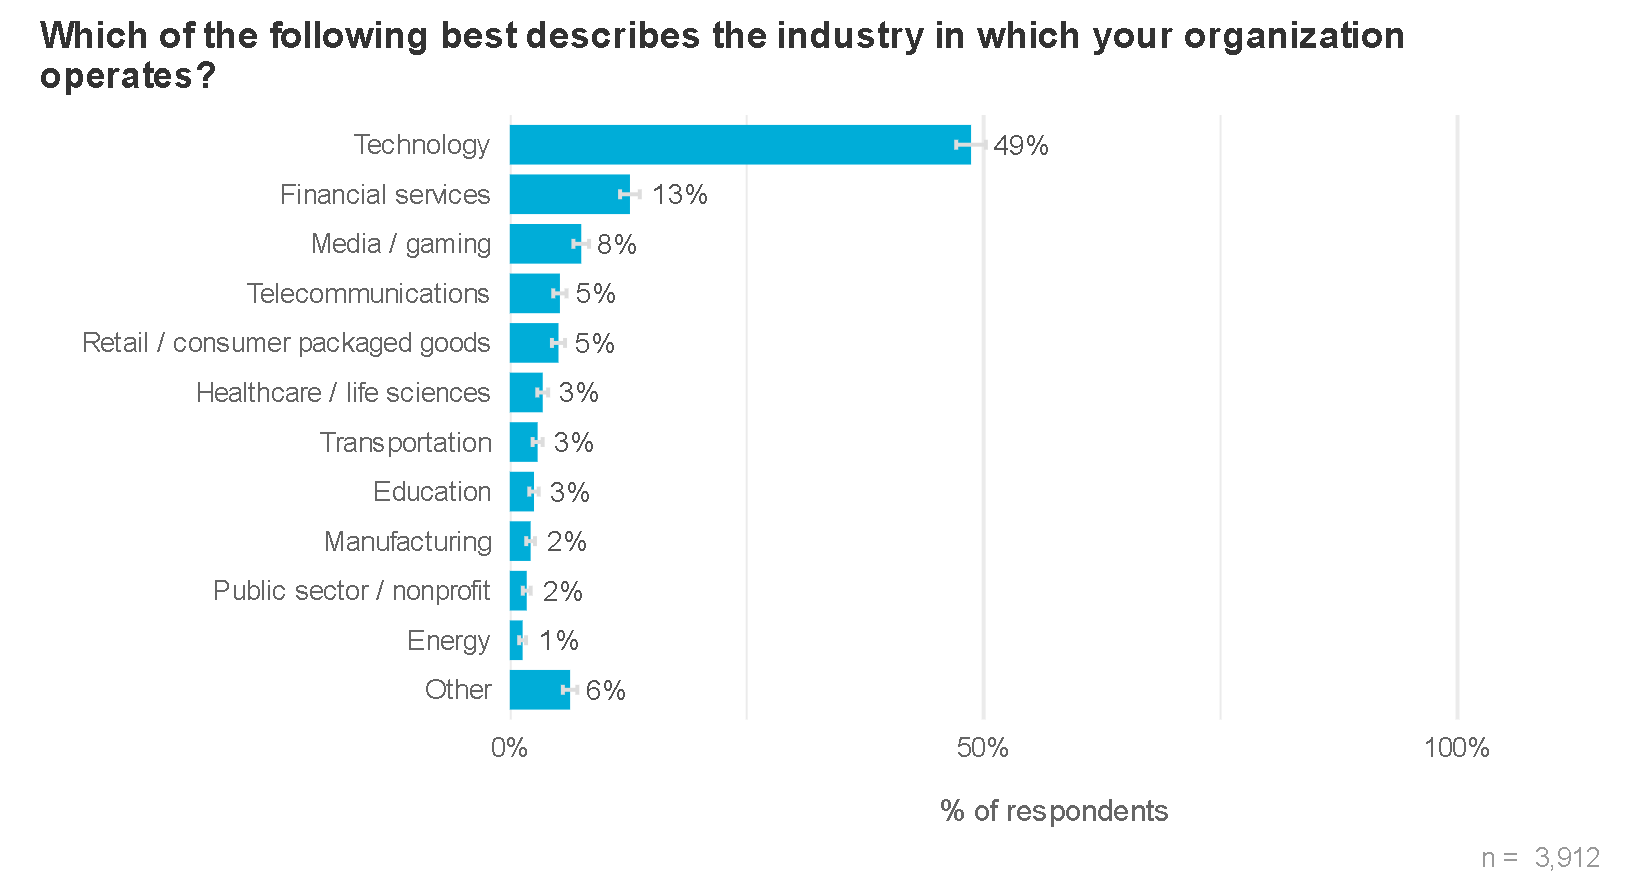 Which of the following best describes the industry in which your organization
operates?
Technology 49%
Financial services 13%
Media / gaming 8%
Telecommunications 5%
Retail / consumer packaged goods 5%
Healthcare / life sciences 3%
Transportation 3%
Education 3%
Manufacturing 2%
Public sector / nonprofit 2%
Energy 1%
Other 6%
0% 50% 100%
% of respondents
n = 3,912